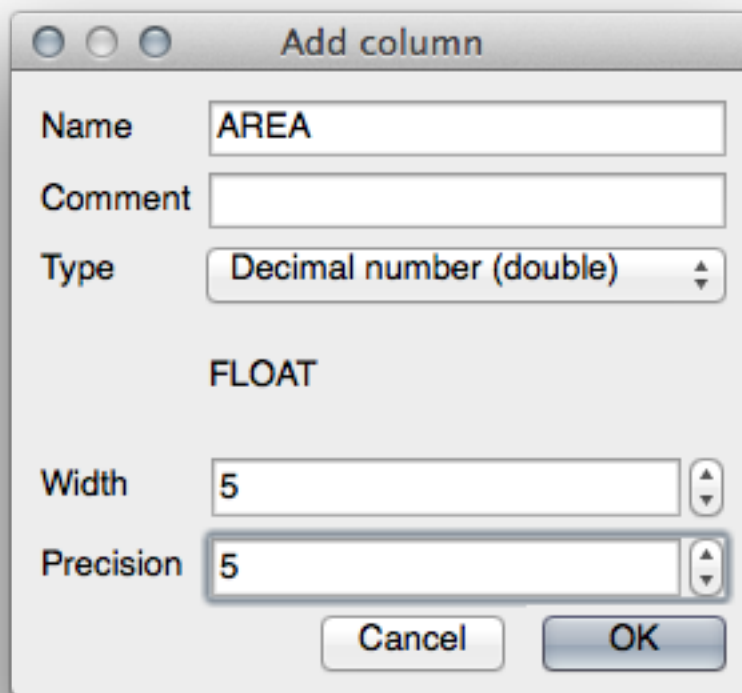 Add column
Name AREA
Comment
Type Decimal number (double)
FLOAT
Width 5
Precision 5
Cancel OK